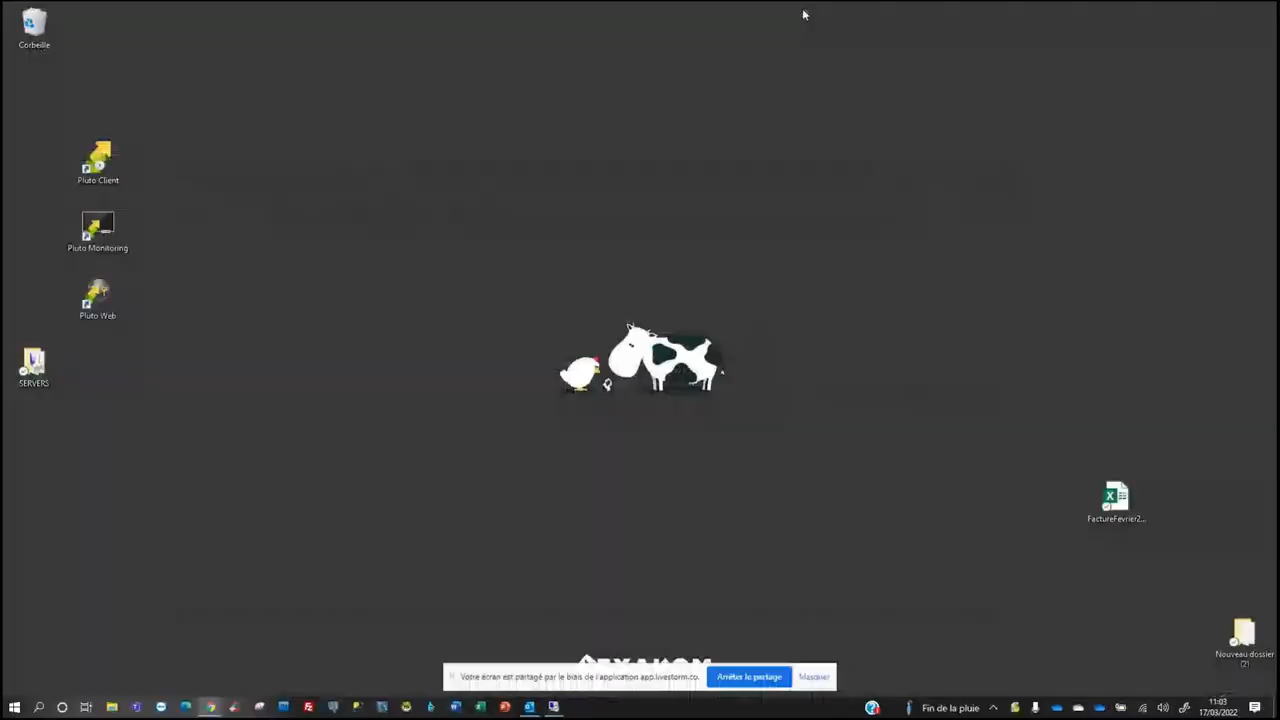 Corbeille
Pluto Client
Pluto Monitoring
Pluto Web
SERVERS
FactureFevrier2...
Nouveau dossier
(2)
Votre écran est partagé par le biais de l'application app.livestorm.co.
Arrêter le partage
Masquer
Fin de la pluie
11:03
17/03/2022